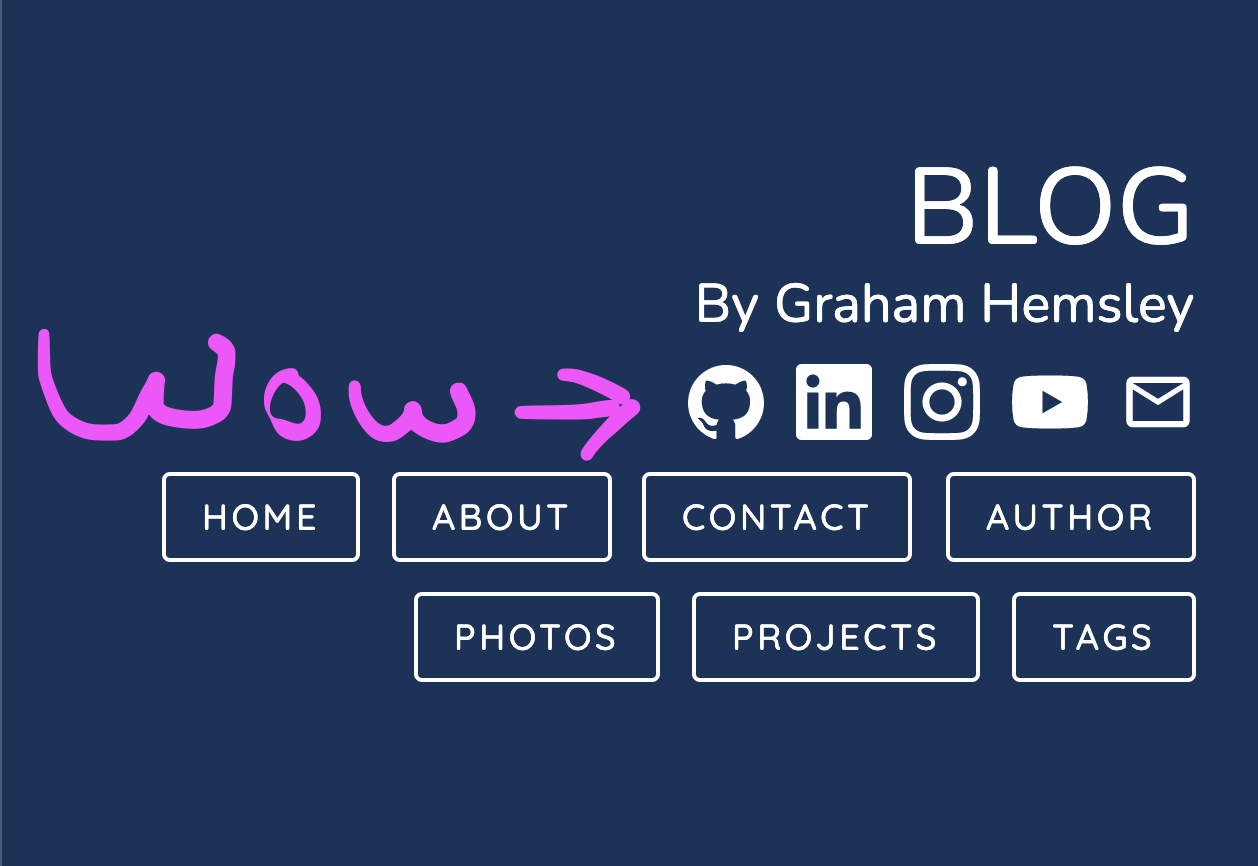 BLOG
By Graham Hemsley
Wow →
HOME ABOUT CONTACT AUTHOR
PHOTOS PROJECTS TAGS